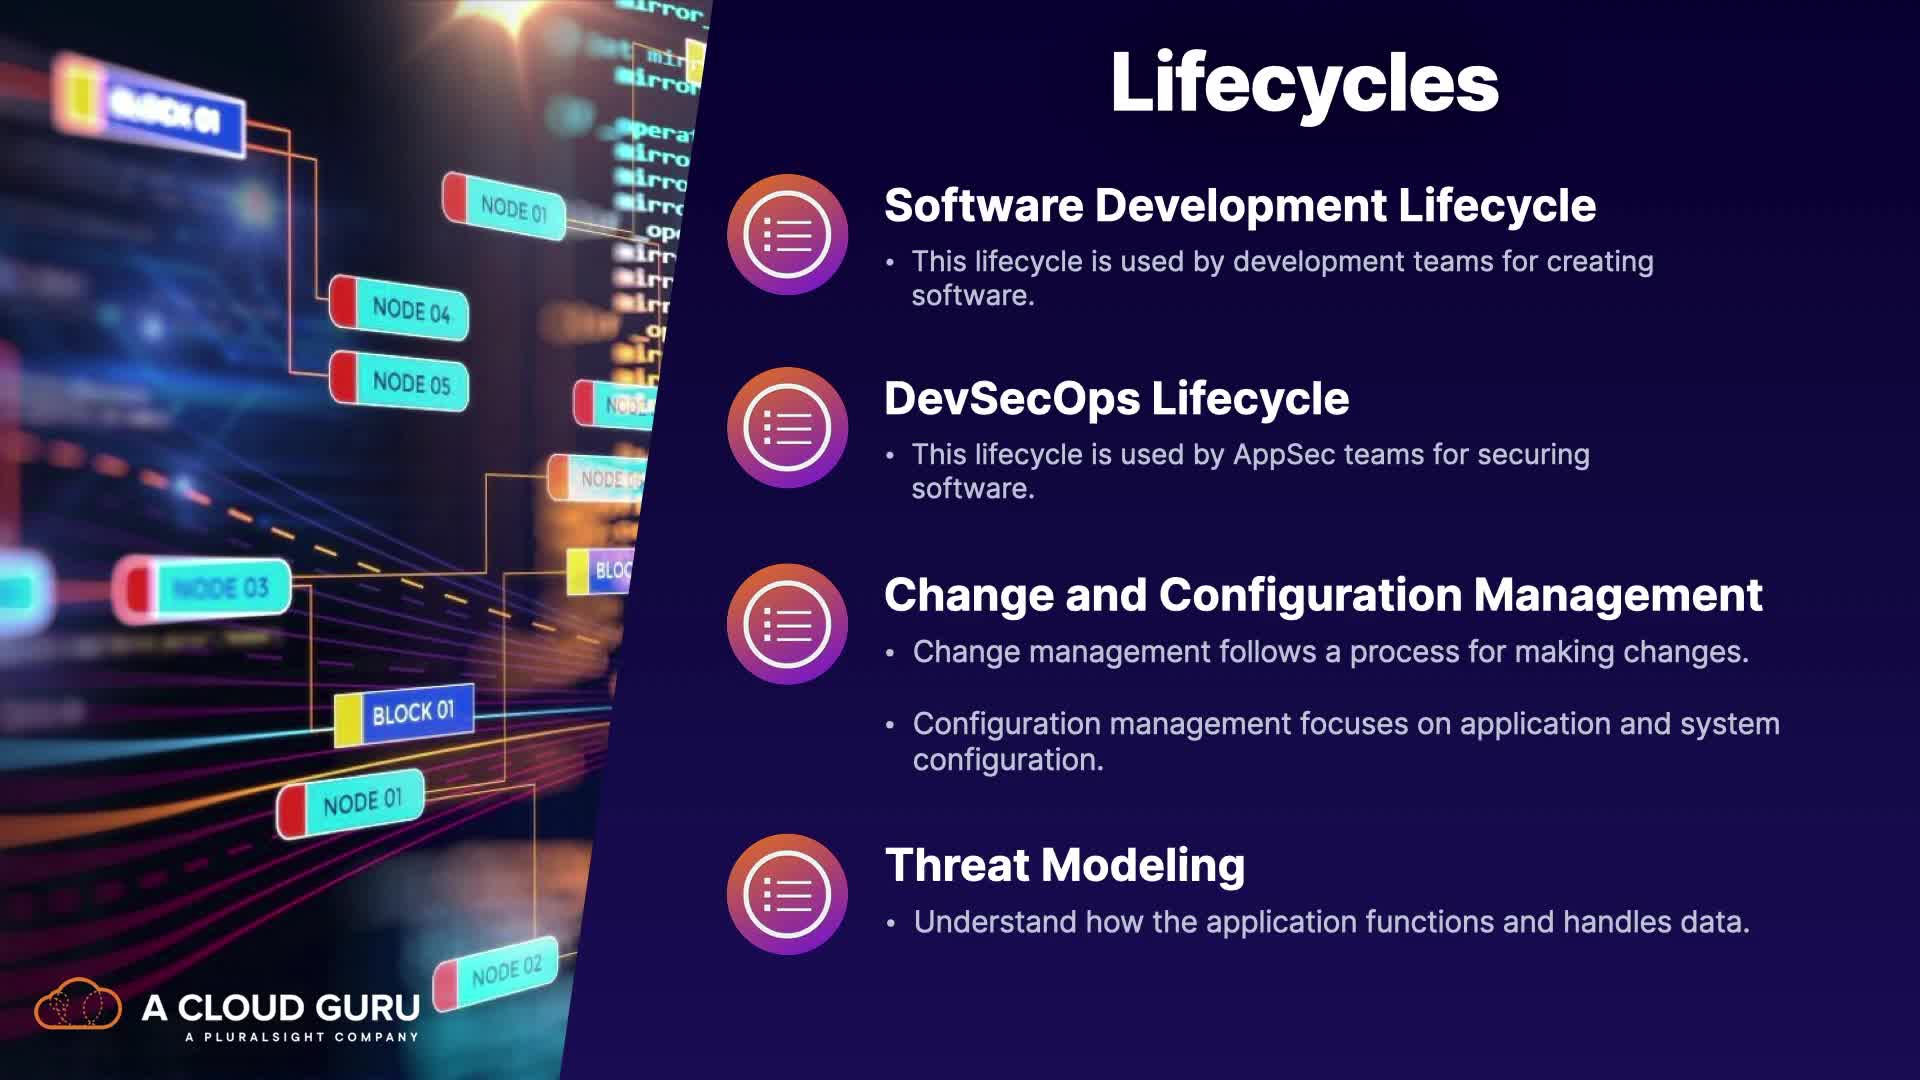 Lifecycles
Software Development Lifecycle
• This lifecycle is used by development teams for creating
software.
DevSecOps Lifecycle
• This lifecycle is used by AppSec teams for securing
software.
Change and Configuration Management
• Change management follows a process for making changes.
• Configuration management focuses on application and system
configuration.
Threat Modeling
• Understand how the application functions and handles data.
BLOCK 01
NODE 01
NODE 04
NODE 05
NODE 03
BLOCK 01
NODE 01
NODE 02
A CLOUD GURU
A PLURALSIGHT COMPANY